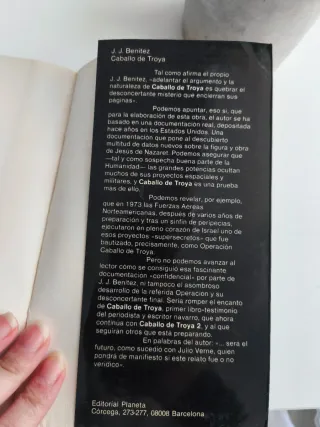 J. J. Benítez
Caballo de Troya
Tal como afirma el propio
J. J. Benítez, «adelantar el argumento y la
naturaleza de Caballo de Troya es quebrar el
desconcertante misterio que encierran sus
páginas».
Podemos apuntar, eso sí, que
para la elaboración de esta obra, el autor se ha
basado en una documentación real, depositada
hace años en los Estados Unidos. Una
documentación que pone al descubierto
multitud de datos nuevos sobre la figura y obra
de Jesús de Nazaret. Podemos asegurar que
—tal y como sospecha buena parte de la
Humanidad— las grandes potencias ocultan
muchos de sus proyectos espaciales y
militares, y Caballo de Troya es una prueba
más de ello.
Podemos revelar, por ejemplo,
que en 1973 las Fuerzas Aéreas
Norteamericanas, después de varios años de
preparación y tras un sinfín de peripecias,
ejecutaron en pleno corazón de Israel uno de
esos proyectos «supersecretos» que fue
bautizado, precisamente, como Operación
Caballo de Troya.
Pero no podemos avanzar al
lector cómo se consiguió esa fascinante
documentación «confidencial» por parte de
J. J. Benítez, ni tampoco el asombroso
desarrollo de la referida Operación y su
desconcertante final. Sería romper el encanto
de Caballo de Troya, primer libro-testimonio
del periodista y escritor navarro, que ahora
continúa con Caballo de Troya 2, y al que
seguirán otros que está preparando.
En palabras del autor: «... será el
futuro, como sucedió con Julio Verne, quien
pondrá de manifiesto si este relato fue o no
verídico».
Editorial Planeta
Córcega, 273-277, 08008 Barcelona